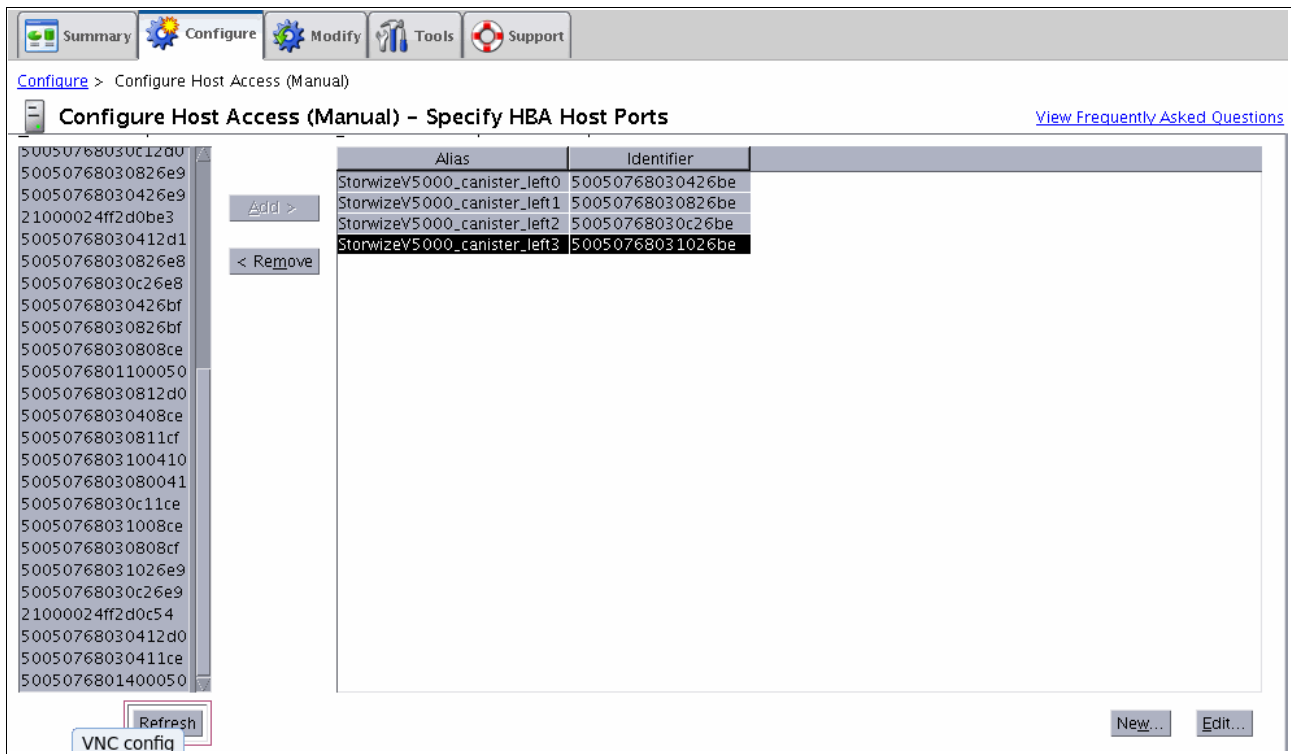 Summary Configure Modify Tools Support
Configure > Configure Host Access (Manual)
Configure Host Access (Manual) – Specify HBA Host Ports
View Frequently Asked Questions
50050768030c12d0
50050768030826e9
50050768030426e9
21000024ff2d0be3
50050768030412d1
50050768030826e8
50050768030c26e8
50050768030426bf
50050768030826bf
50050768030808ce
5005076801100050
50050768030812d0
50050768030408ce
50050768030811cf
5005076803100410
5005076803080041
50050768030c11ce
50050768031008ce
50050768030808cf
50050768031026e9
50050768030c26e9
21000024ff2d0c54
50050768030412d0
50050768030411ce
5005076801400050
Add >
< Remove
Alias Identifier
StorwizeV5000_canister_left0 50050768030426be
StorwizeV5000_canister_left1 50050768030826be
StorwizeV5000_canister_left2 50050768030c26be
StorwizeV5000_canister_left3 50050768031026be
Refresh
VNC config
New...
Edit...